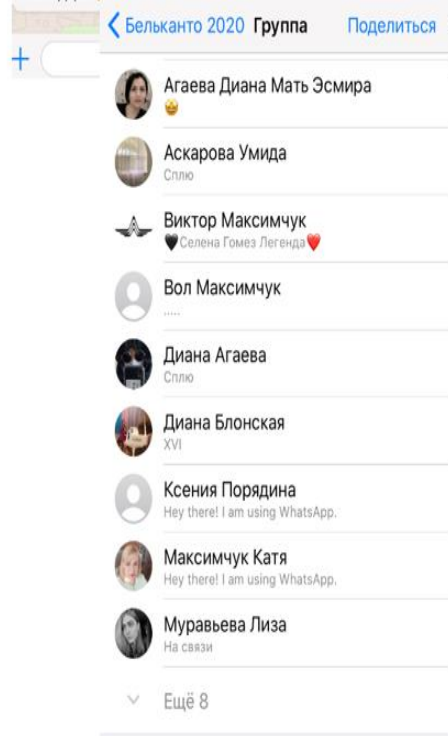 Бельканто 2020 Группа Поделиться
Агаева Диана Мать Эсмира
🤩
Аскарова Умида
Сплю
Виктор Максимчук
🖤Селена Гомез Легенда❤️
Вол Максимчук
.....
Диана Агаева
Сплю
Диана Блонская
XVI
Ксения Порядина
Hey there! I am using WhatsApp.
Максимчук Катя
Hey there! I am using WhatsApp.
Муравьева Лиза
На связи
Ещё 8